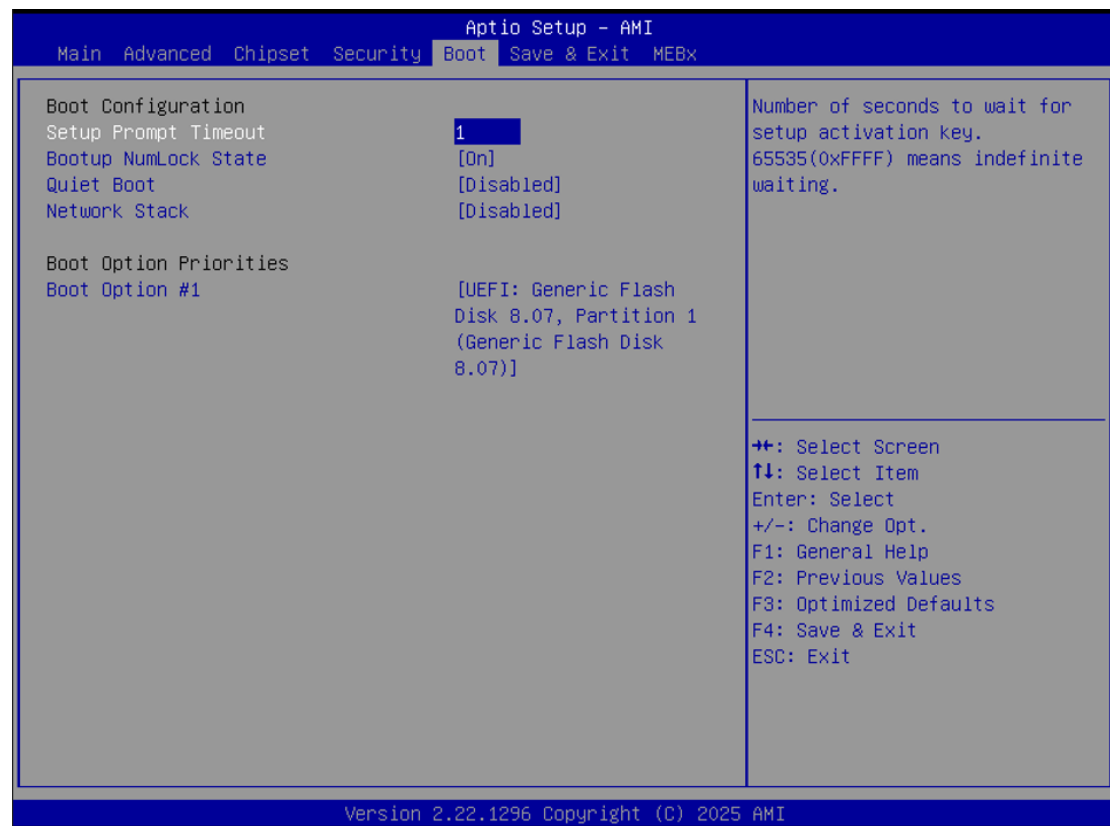 Aptio Setup – AMI
Main Advanced Chipset Security Boot Save & Exit MEBx
Boot Configuration
Setup Prompt Timeout 1
Bootup NumLock State [On]
Quiet Boot [Disabled]
Network Stack [Disabled]
Boot Option Priorities
Boot Option #1 [UEFI: Generic Flash
Disk 8.07, Partition 1
(Generic Flash Disk
8.07)]
Number of seconds to wait for
setup activation key.
65535(0xFFFF) means indefinite
waiting.
→←: Select Screen
↑↓: Select Item
Enter: Select
+/-: Change Opt.
F1: General Help
F2: Previous Values
F3: Optimized Defaults
F4: Save & Exit
ESC: Exit
Version 2.22.1296 Copyright (C) 2025 AMI